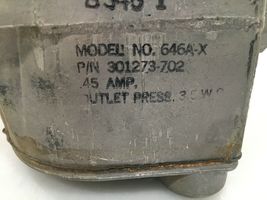 MODEL NO. 646A-X
P/N 301273-702
.45 AMP.
OUTLET PRESS. 3.5 W.C